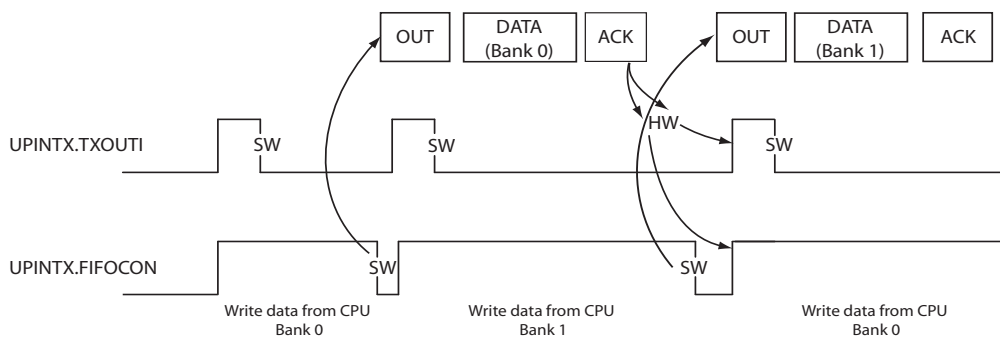 OUT
DATA
(Bank 0)
ACK
OUT
DATA
(Bank 1)
ACK
HW
UPINTX.TXOUTI
SW
SW
SW
UPINTX.FIFOCON
SW
SW
Write data from CPU
Bank 0
Write data from CPU
Bank 1
Write data from CPU
Bank 0